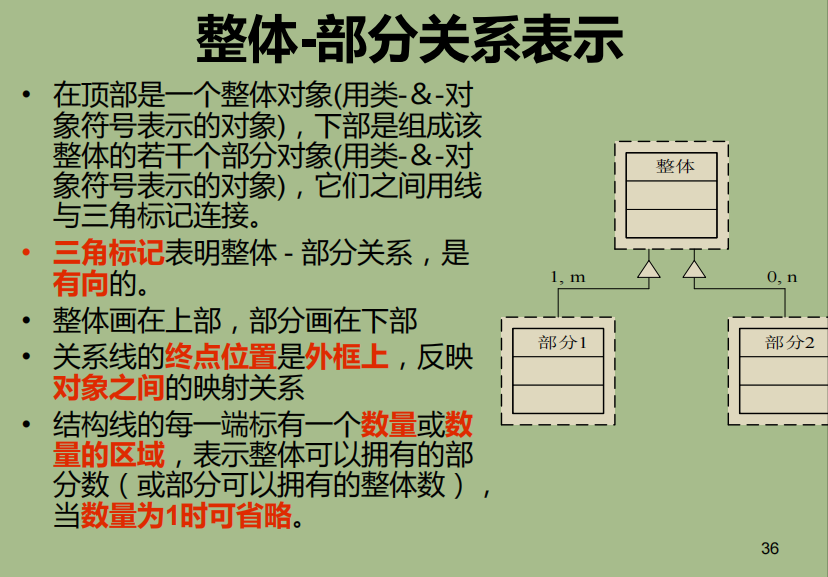 整体-部分关系表示
• 在顶部是一个整体对象(用类-&-对
象符号表示的对象)，下部是组成该
整体的若干个部分对象(用类-&-对
象符号表示的对象)，它们之间用线
与三角标记连接。
• 三角标记表明整体 - 部分关系，是
有向的。
• 整体画在上部，部分画在下部
• 关系线的终点位置是外框上，反映
对象之间的映射关系
• 结构线的每一端标有一个数量或数
量的区域，表示整体可以拥有的部
分数（或部分可以拥有的整体数），
当数量为1时可省略。
整体
1, m
0, n
部分1
部分2
36